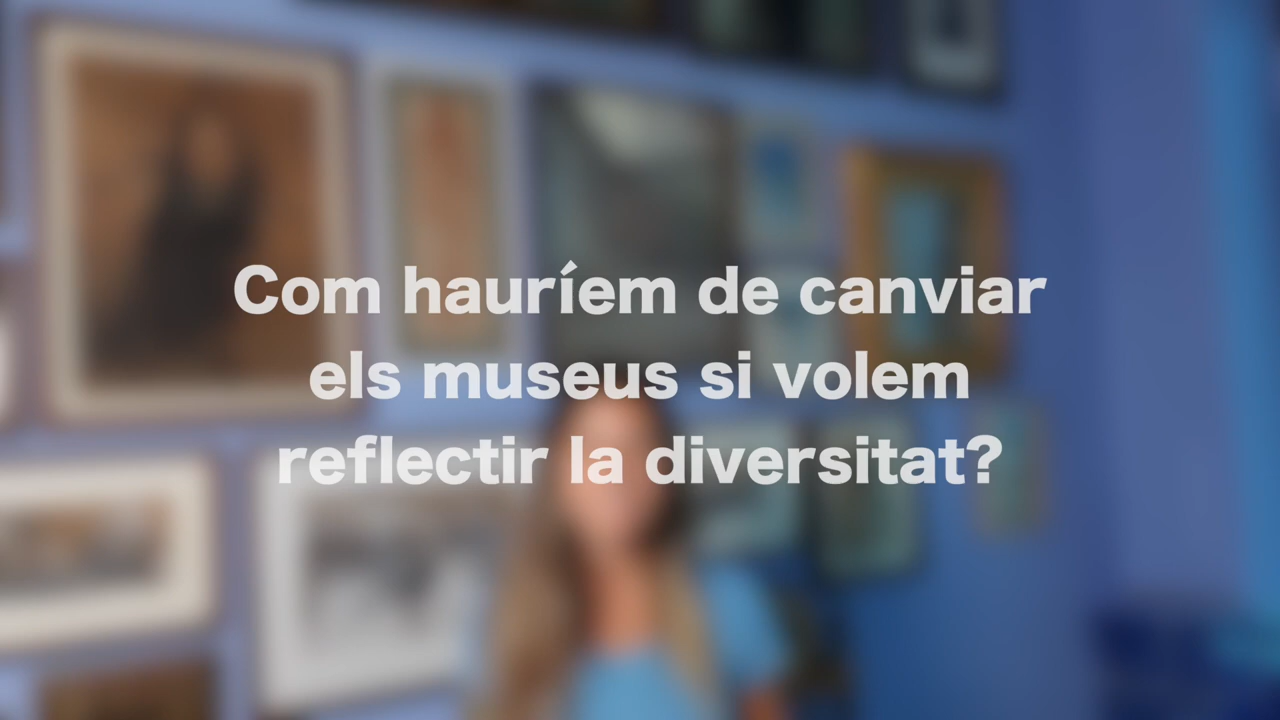 Com hauríem de canviar
els museus si volem
reflectir la diversitat?